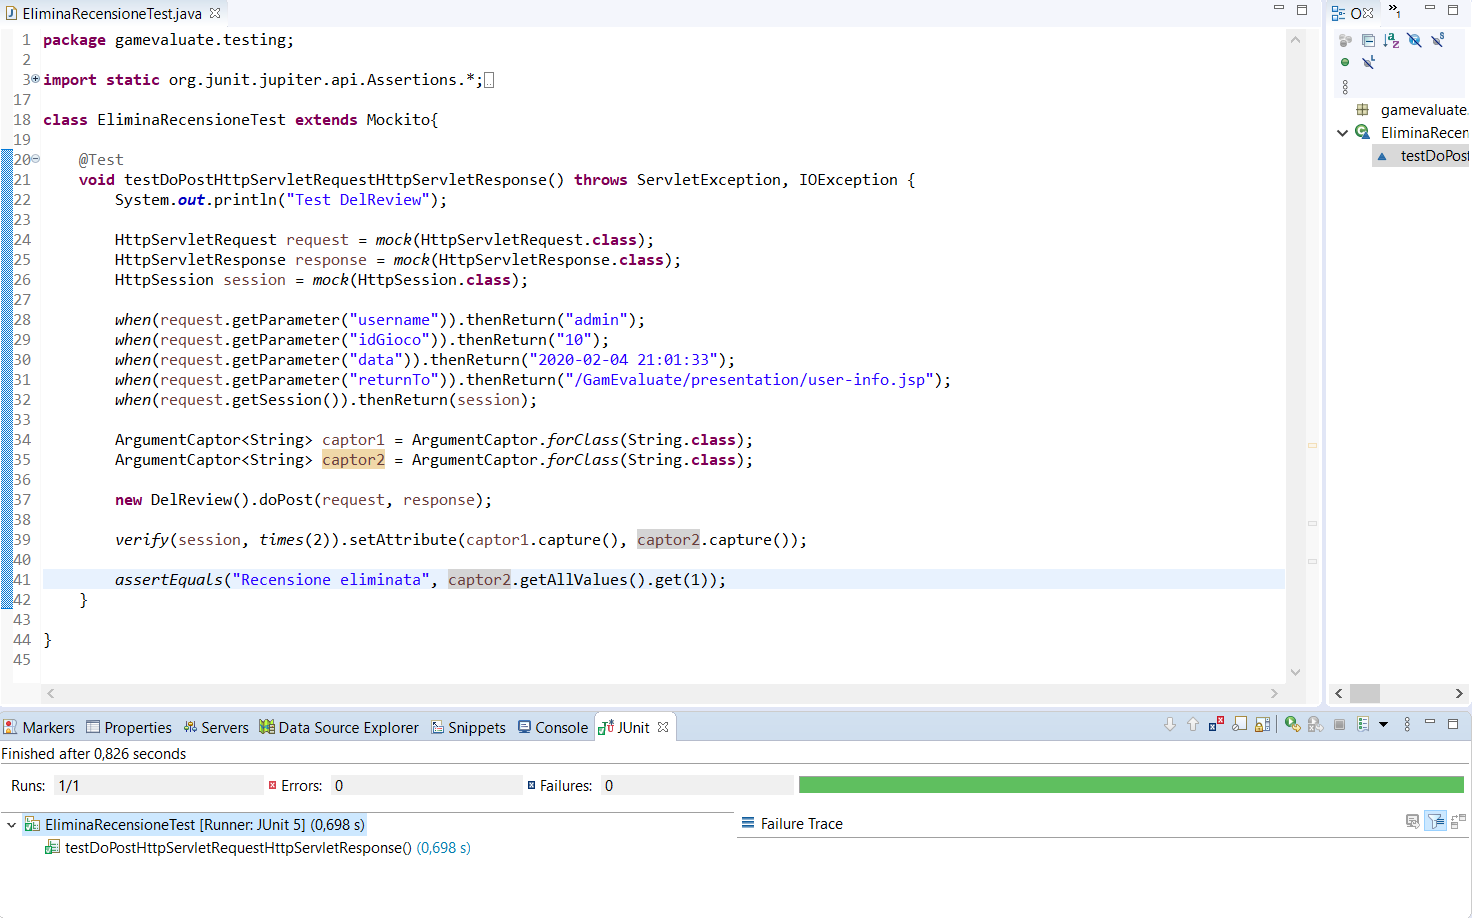 EliminaRecensioneTest.java
1 package gamevaluate.testing;
2
3 import static org.junit.jupiter.api.Assertions.*;
17
18 class EliminaRecensioneTest extends Mockito{
19
20 @Test
21 void testDoPostHttpServletRequestHttpServletResponse() throws ServletException, IOException {
22 System.out.println("Test DelReview");
23
24 HttpServletRequest request = mock(HttpServletRequest.class);
25 HttpServletResponse response = mock(HttpServletResponse.class);
26 HttpSession session = mock(HttpSession.class);
27
28 when(request.getParameter("username")).thenReturn("admin");
29 when(request.getParameter("idGioco")).thenReturn("10");
30 when(request.getParameter("data")).thenReturn("2020-02-04 21:01:33");
31 when(request.getParameter("returnTo")).thenReturn("/GamEvaluate/presentation/user-info.jsp");
32 when(request.getSession()).thenReturn(session);
33
34 ArgumentCaptor<String> captor1 = ArgumentCaptor.forClass(String.class);
35 ArgumentCaptor<String> captor2 = ArgumentCaptor.forClass(String.class);
36
37 new DelReview().doPost(request, response);
38
39 verify(session, times(2)).setAttribute(captor1.capture(), captor2.capture());
40
41 assertEquals("Recensione eliminata", captor2.getAllValues().get(1));
42 }
43
44 }
45
O
»1
gamevaluate.
EliminaRecen
testDoPost
Markers Properties Servers Data Source Explorer Snippets Console JUnit
Finished after 0,826 seconds
Runs: 1/1 Errors: 0 Failures: 0
EliminaRecensioneTest [Runner: JUnit 5] (0,698 s)
testDoPostHttpServletRequestHttpServletResponse() (0,698 s)
Failure Trace